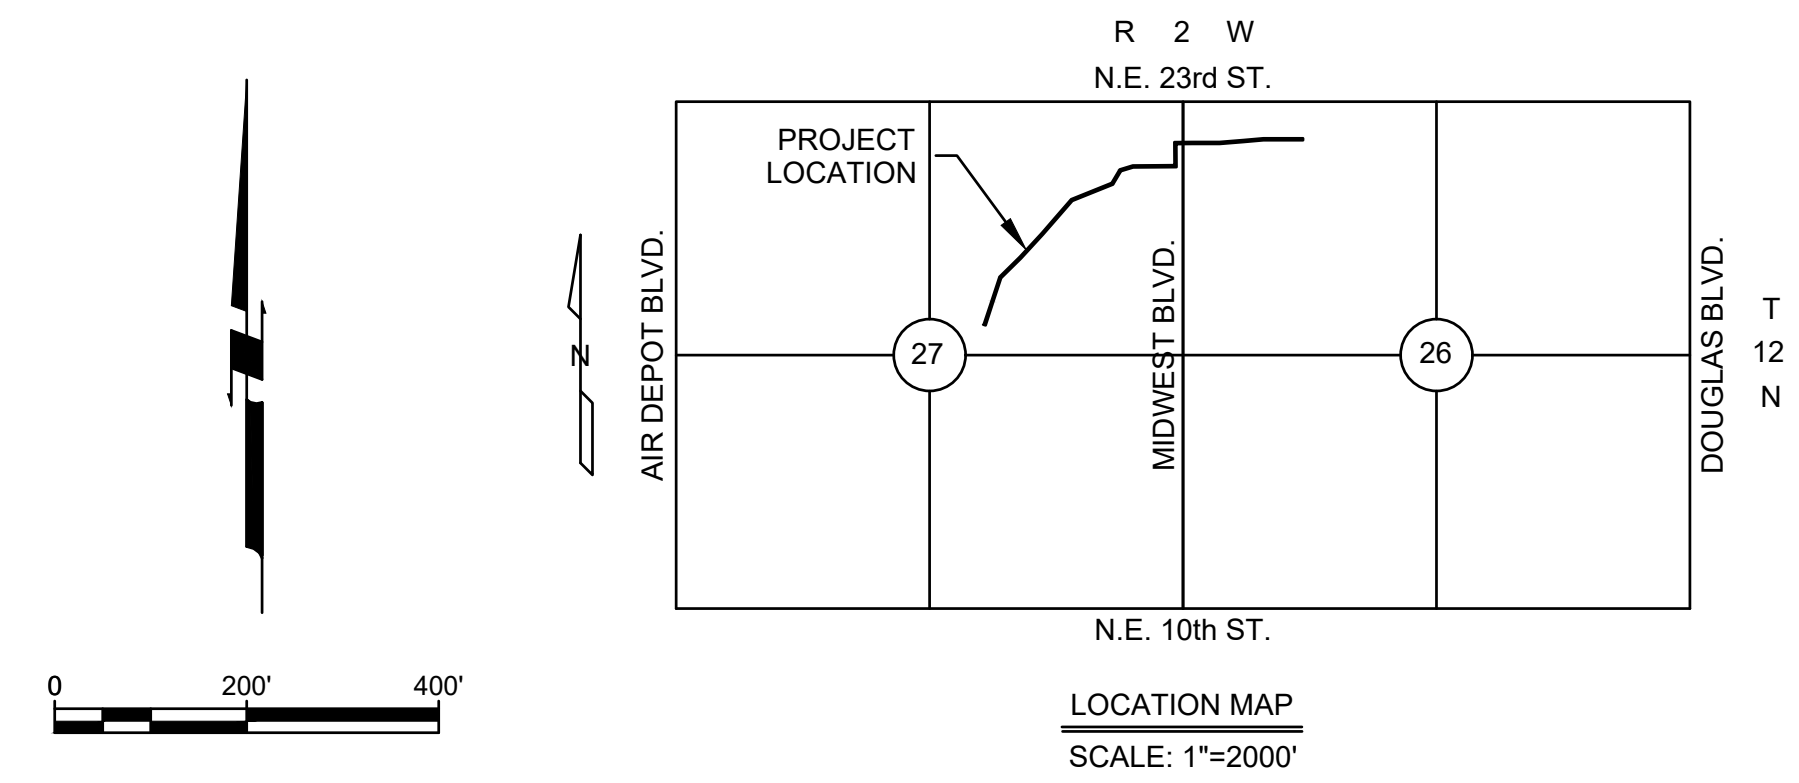 R 2 W
N.E. 23rd ST.
PROJECT
LOCATION
AIR DEPOT BLVD.
MIDWEST BLVD.
DOUGLAS BLVD.
T
12
N
N
27
26
N.E. 10th ST.
0 200' 400'
LOCATION MAP
SCALE: 1"=2000'